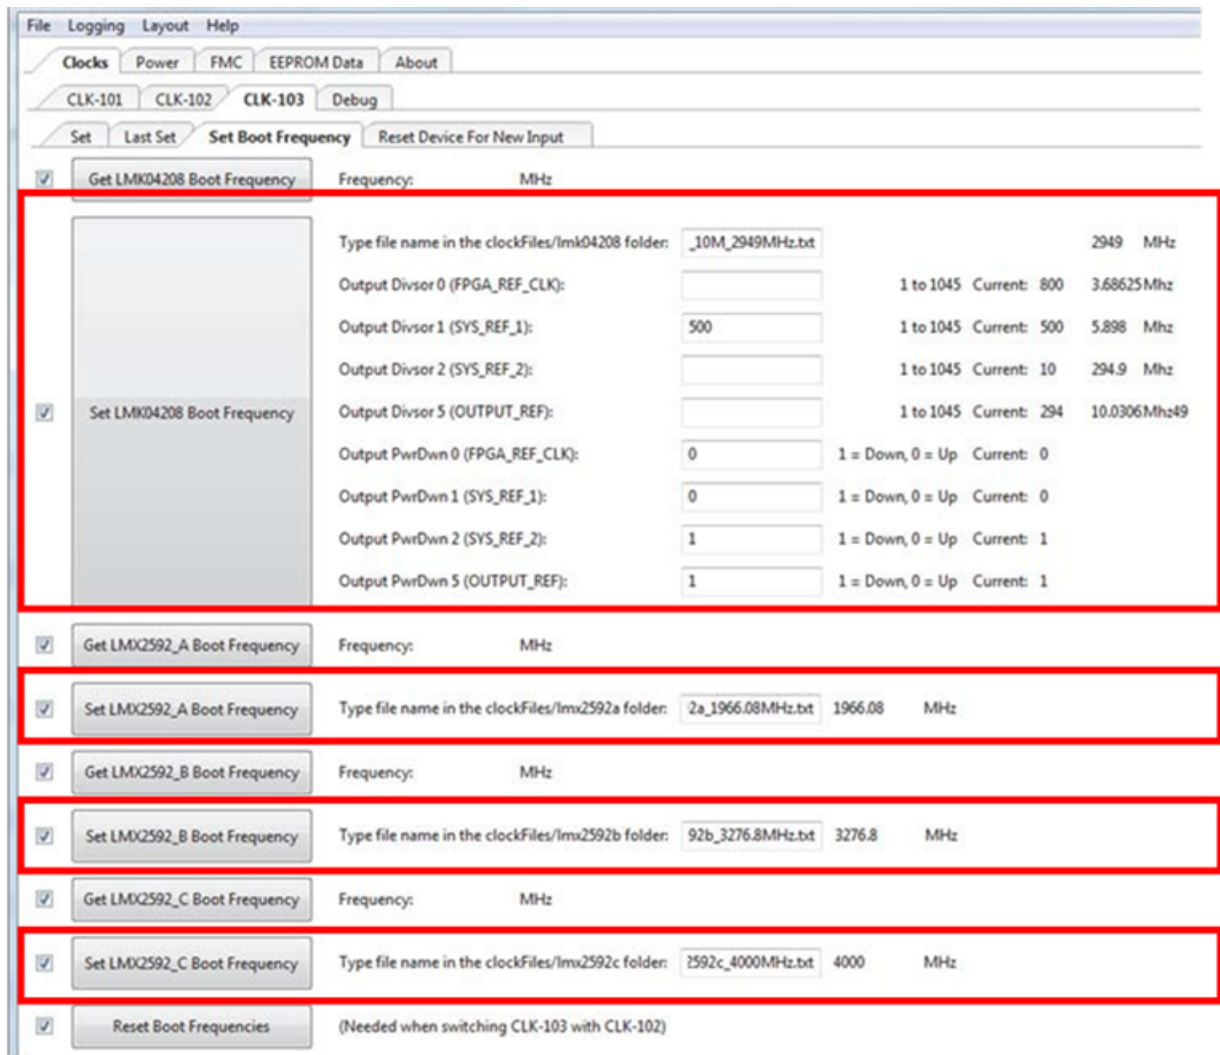 File Logging Layout Help
Clocks Power FMC EEPROM Data About
CLK-101 CLK-102 CLK-103 Debug
Set Last Set Set Boot Frequency Reset Device For New Input
Get LMK04208 Boot Frequency Frequency: MHz
Type file name in the clockFiles/lmk04208 folder: _10M_2949MHz.txt 2949 MHz
Output Divsor 0 (FPGA_REF_CLK): 1 to 1045 Current: 800 3.68625Mhz
Output Divsor 1 (SYS_REF_1): 500 1 to 1045 Current: 500 5.898 Mhz
Output Divsor 2 (SYS_REF_2): 1 to 1045 Current: 10 294.9 Mhz
Set LMK04208 Boot Frequency Output Divsor 5 (OUTPUT_REF): 1 to 1045 Current: 294 10.0306Mhz49
Output PwrDwn 0 (FPGA_REF_CLK): 0 1 = Down, 0 = Up Current: 0
Output PwrDwn 1 (SYS_REF_1): 0 1 = Down, 0 = Up Current: 0
Output PwrDwn 2 (SYS_REF_2): 1 1 = Down, 0 = Up Current: 1
Output PwrDwn 5 (OUTPUT_REF): 1 1 = Down, 0 = Up Current: 1
Get LMX2592_A Boot Frequency Frequency: MHz
Set LMX2592_A Boot Frequency Type file name in the clockFiles/lmx2592a folder: 2a_1966.08MHz.txt 1966.08 MHz
Get LMX2592_B Boot Frequency Frequency: MHz
Set LMX2592_B Boot Frequency Type file name in the clockFiles/lmx2592b folder: 92b_3276.8MHz.txt 3276.8 MHz
Get LMX2592_C Boot Frequency Frequency: MHz
Set LMX2592_C Boot Frequency Type file name in the clockFiles/lmx2592c folder: 2592c_4000MHz.txt 4000 MHz
Reset Boot Frequencies (Needed when switching CLK-103 with CLK-102)